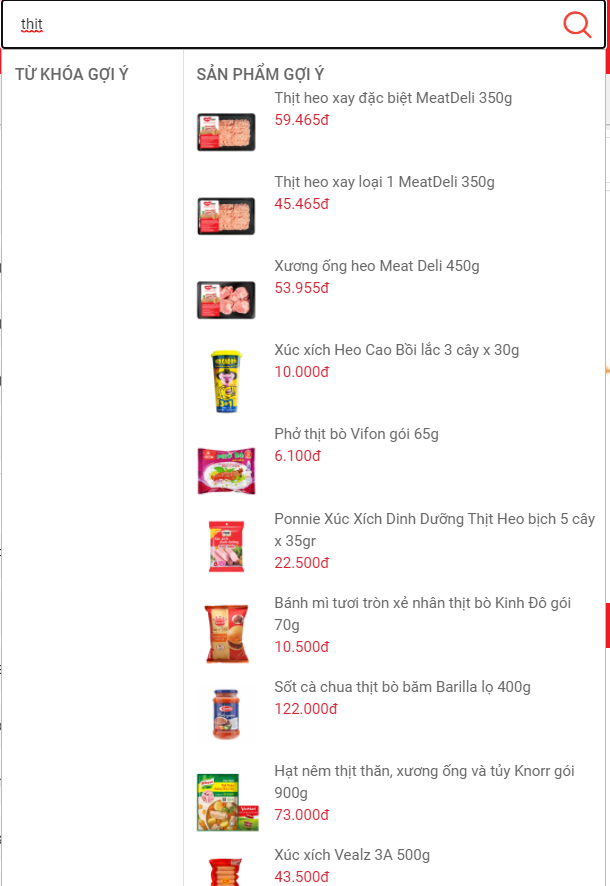 thịt
TỪ KHÓA GỢI Ý
SẢN PHẨM GỢI Ý
Thịt heo xay đặc biệt MeatDeli 350g
59.465đ
Thịt heo xay loại 1 MeatDeli 350g
45.465đ
Xương ống heo Meat Deli 450g
53.955đ
Xúc xích Heo Cao Bồi lắc 3 cây x 30g
10.000đ
Phở thịt bò Vifon gói 65g
6.100đ
Ponnie Xúc Xích Dinh Dưỡng Thịt Heo bịch 5 cây
x 35gr
22.500đ
Bánh mì tươi tròn xẻ nhân thịt bò Kinh Đô gói
70g
10.500đ
Sốt cà chua thịt bò băm Barilla lọ 400g
122.000đ
Hạt nêm thịt thăn, xương ống và tủy Knorr gói
900g
73.000đ
Xúc xích Vealz 3A 500g
43.500đ